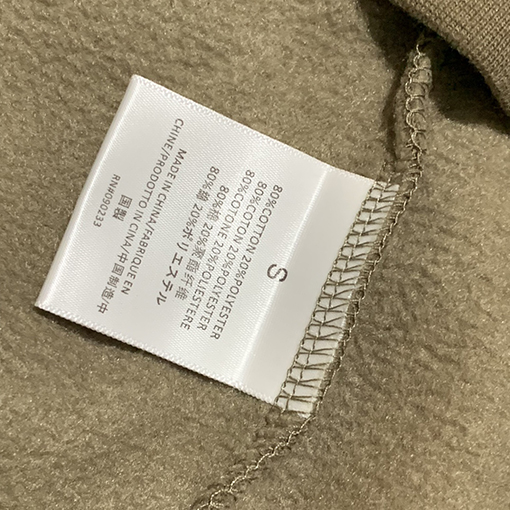 S
80%COTTON 20%POLYESTER
80%COTON 20%POLYESTER
80%COTONE 20%POLIESTERE
80%棉 20%聚酯纤维
80%綿 20%ポリエステル
MADE IN CHINA/FABRIQUE EN
CHINE/PRODOTTO IN CINA/中国制造中
国製
RN#090233